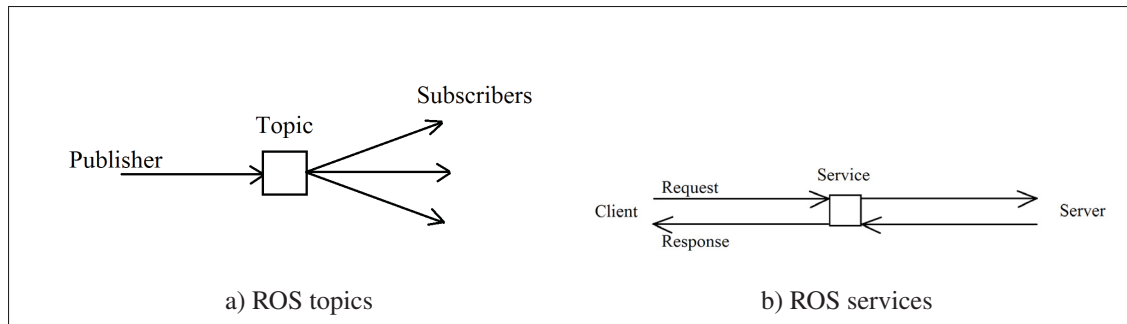 Subscribers
Topic
Publisher
a) ROS topics
Service
Request
Client
Server
Response
b) ROS services